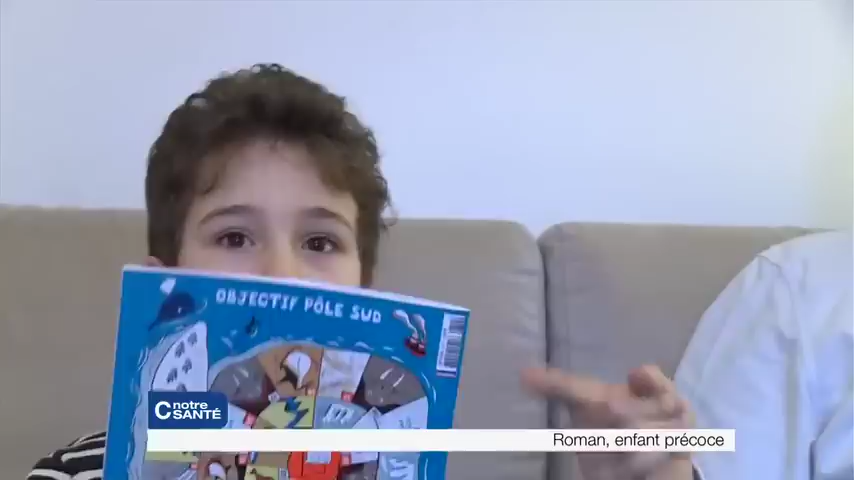 OBJECTIF PÔLE SUD
C notre
SANTÉ
Roman, enfant précoce